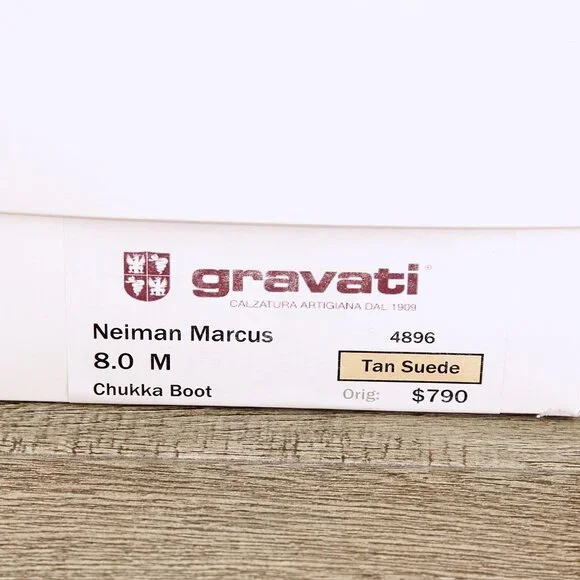 gravati®
CALZATURA ARTIGIANA DAL 1909
Neiman Marcus 4896
8.0 M Tan Suede
Chukka Boot Orig: $790